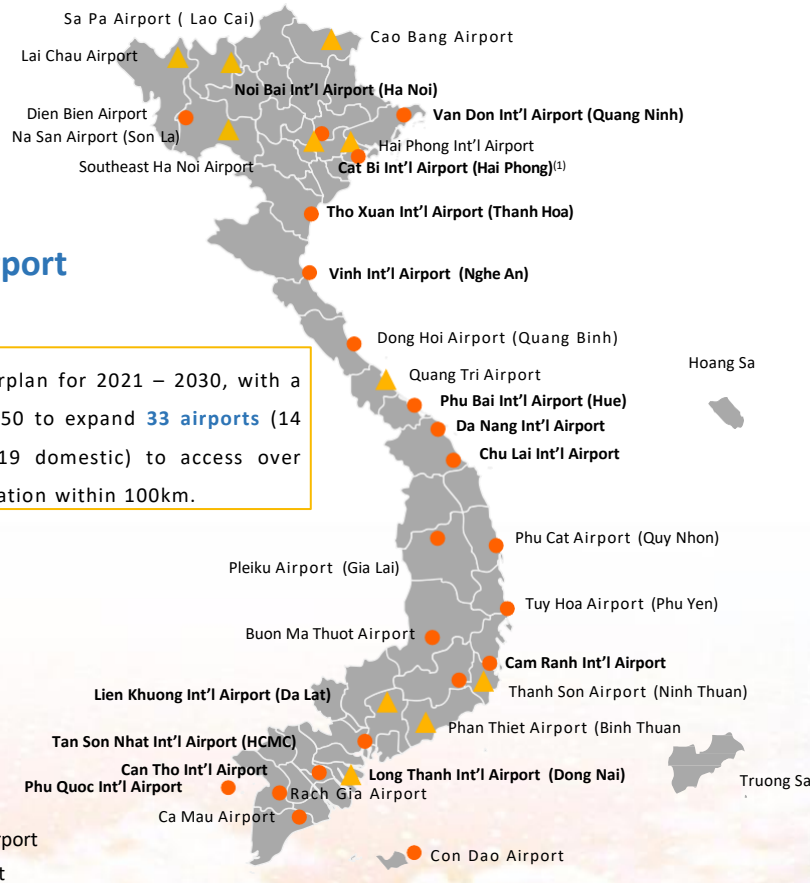 Sa Pa Airport ( Lao Cai)
Cao Bang Airport
Lai Chau Airport
Noi Bai Int’l Airport (Ha Noi)
Dien Bien Airport
Van Don Int’l Airport (Quang Ninh)
Na San Airport (Son La)
Hai Phong Int’l Airport
Southeast Ha Noi Airport
Cat Bi Int’l Airport (Hai Phong)(1)
Tho Xuan Int’l Airport (Thanh Hoa)
port
Vinh Int’l Airport (Nghe An)
Dong Hoi Airport (Quang Binh)
Hoang Sa
Quang Tri Airport
rplan for 2021 – 2030, with a
50 to expand 33 airports (14
19 domestic) to access over
ation within 100km.
Phu Bai Int’l Airport (Hue)
Da Nang Int’l Airport
Chu Lai Int’l Airport
Phu Cat Airport (Quy Nhon)
Pleiku Airport (Gia Lai)
Tuy Hoa Airport (Phu Yen)
Buon Ma Thuot Airport
Cam Ranh Int’l Airport
Lien Khuong Int’l Airport (Da Lat)
Thanh Son Airport (Ninh Thuan)
Phan Thiet Airport (Binh Thuan
Tan Son Nhat Int’l Airport (HCMC)
Can Tho Int’l Airport
Long Thanh Int’l Airport (Dong Nai)
Truong Sa
Phu Quoc Int’l Airport
Rach Gia Airport
Ca Mau Airport
rport
Con Dao Airport
t